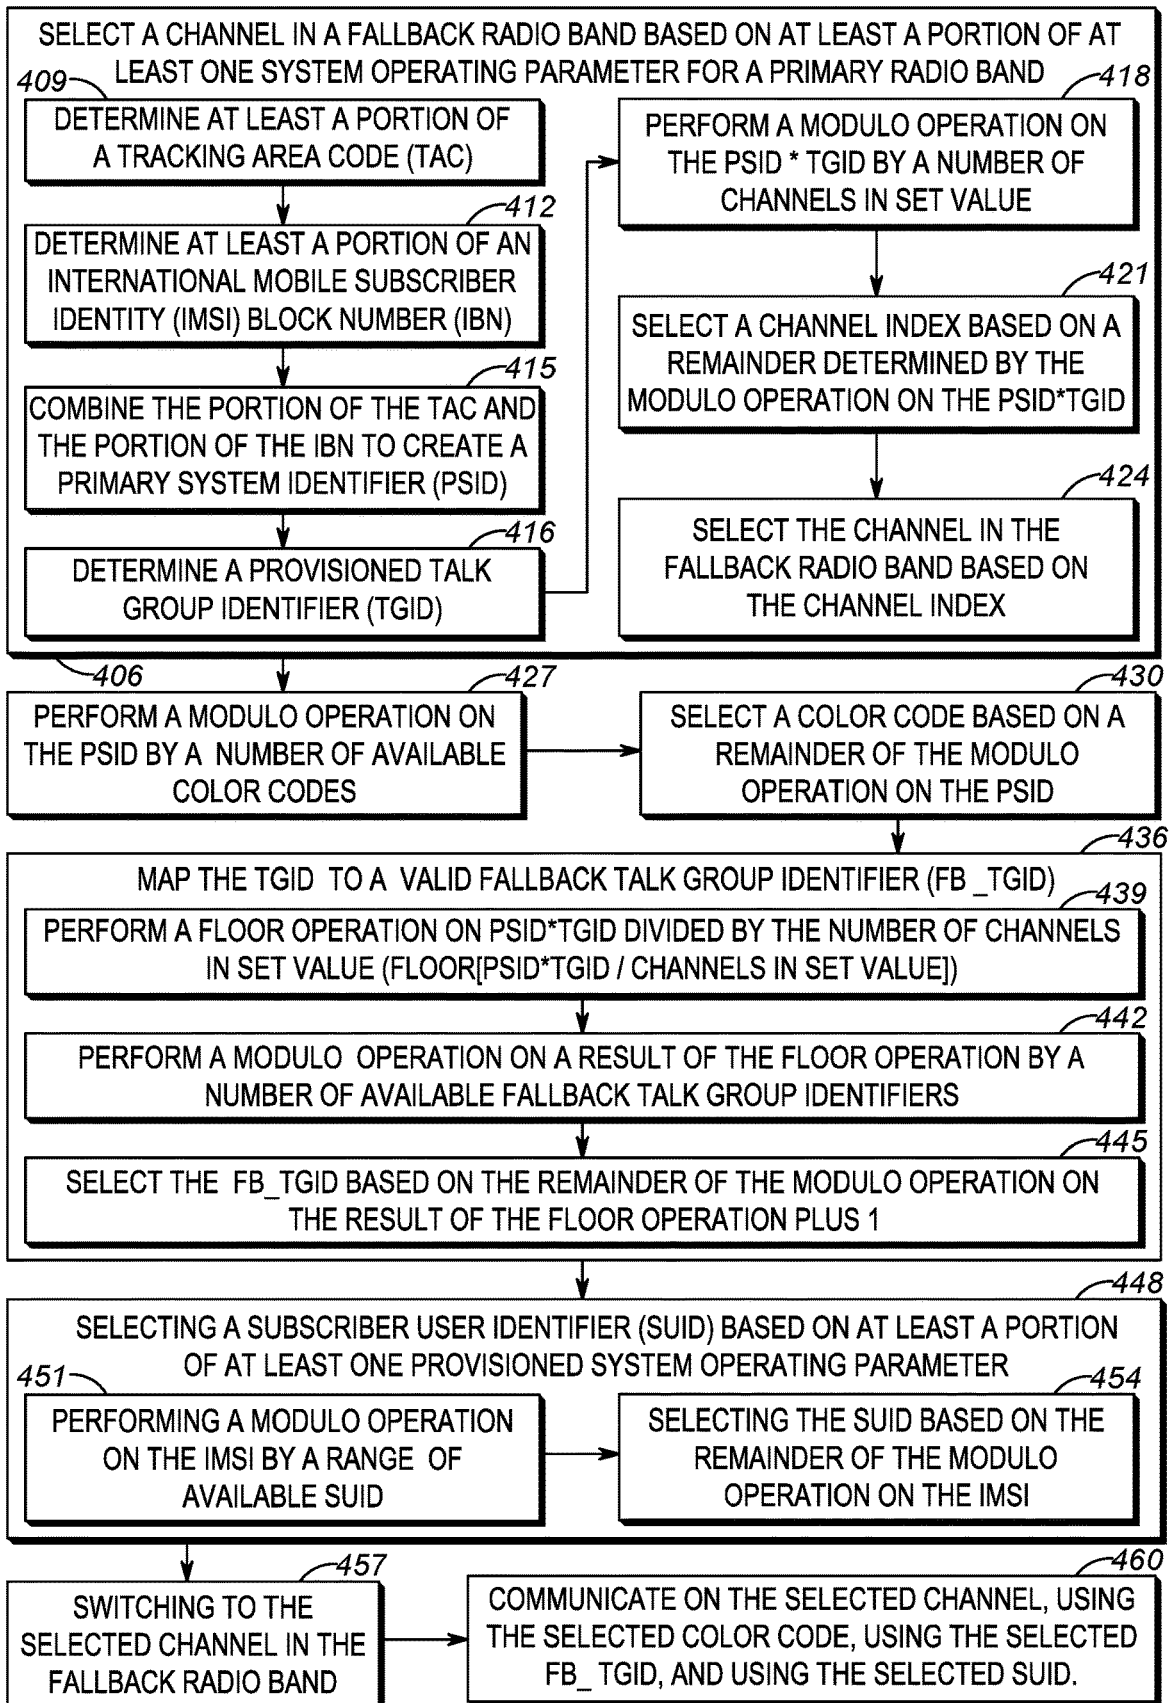 SELECT A CHANNEL IN A FALLBACK RADIO BAND BASED ON AT LEAST A PORTION OF AT
LEAST ONE SYSTEM OPERATING PARAMETER FOR A PRIMARY RADIO BAND
409
DETERMINE AT LEAST A PORTION OF
A TRACKING AREA CODE (TAC)
412
DETERMINE AT LEAST A PORTION OF AN
INTERNATIONAL MOBILE SUBSCRIBER
IDENTITY (IMSI) BLOCK NUMBER (IBN)
415
COMBINE THE PORTION OF THE TAC AND
THE PORTION OF THE IBN TO CREATE A
PRIMARY SYSTEM IDENTIFIER (PSID)
416
DETERMINE A PROVISIONED TALK
GROUP IDENTIFIER (TGID)
418
PERFORM A MODULO OPERATION ON
THE PSID * TGID BY A NUMBER OF
CHANNELS IN SET VALUE
421
SELECT A CHANNEL INDEX BASED ON A
REMAINDER DETERMINED BY THE
MODULO OPERATION ON THE PSID*TGID
424
SELECT THE CHANNEL IN THE
FALLBACK RADIO BAND BASED ON
THE CHANNEL INDEX
406
427
PERFORM A MODULO OPERATION ON
THE PSID BY A NUMBER OF AVAILABLE
COLOR CODES
430
SELECT A COLOR CODE BASED ON A
REMAINDER OF THE MODULO
OPERATION ON THE PSID
436
MAP THE TGID TO A VALID FALLBACK TALK GROUP IDENTIFIER (FB_TGID)
439
PERFORM A FLOOR OPERATION ON PSID*TGID DIVIDED BY THE NUMBER OF CHANNELS
IN SET VALUE (FLOOR[PSID*TGID / CHANNELS IN SET VALUE])
442
PERFORM A MODULO OPERATION ON A RESULT OF THE FLOOR OPERATION BY A
NUMBER OF AVAILABLE FALLBACK TALK GROUP IDENTIFIERS
445
SELECT THE FB_TGID BASED ON THE REMAINDER OF THE MODULO OPERATION ON
THE RESULT OF THE FLOOR OPERATION PLUS 1
448
SELECTING A SUBSCRIBER USER IDENTIFIER (SUID) BASED ON AT LEAST A PORTION
OF AT LEAST ONE PROVISIONED SYSTEM OPERATING PARAMETER
451
PERFORMING A MODULO OPERATION
ON THE IMSI BY A RANGE OF
AVAILABLE SUID
454
SELECTING THE SUID BASED ON THE
REMAINDER OF THE MODULO
OPERATION ON THE IMSI
457
SWITCHING TO THE
SELECTED CHANNEL IN THE
FALLBACK RADIO BAND
460
COMMUNICATE ON THE SELECTED CHANNEL, USING
THE SELECTED COLOR CODE, USING THE SELECTED
FB_TGID, AND USING THE SELECTED SUID.